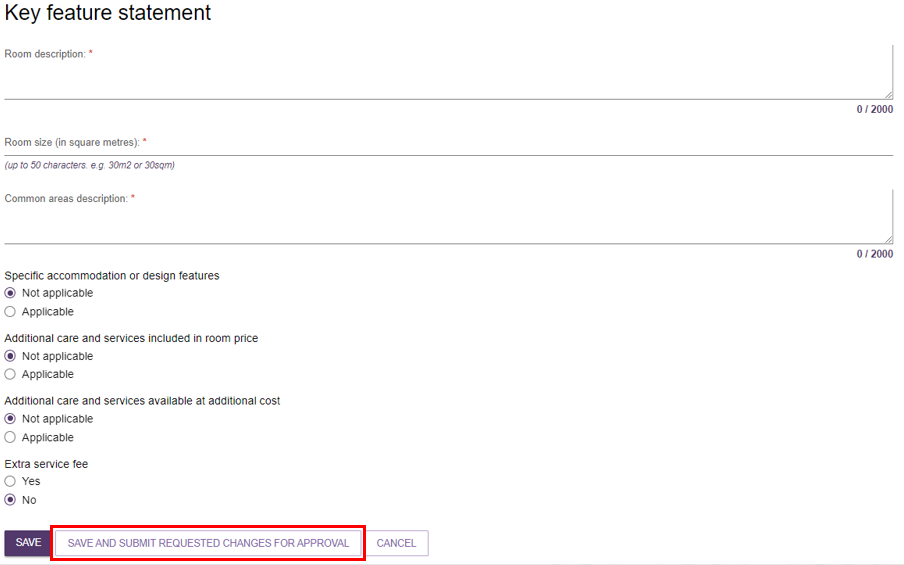 Key feature statement
Room description: *
0 / 2000
Room size (in square metres): *
(up to 50 characters. e.g. 30m2 or 30sqm)
Common areas description: *
0 / 2000
Specific accommodation or design features
Not applicable
Applicable
Additional care and services included in room price
Not applicable
Applicable
Additional care and services available at additional cost
Not applicable
Applicable
Extra service fee
Yes
No
SAVE SAVE AND SUBMIT REQUESTED CHANGES FOR APPROVAL CANCEL